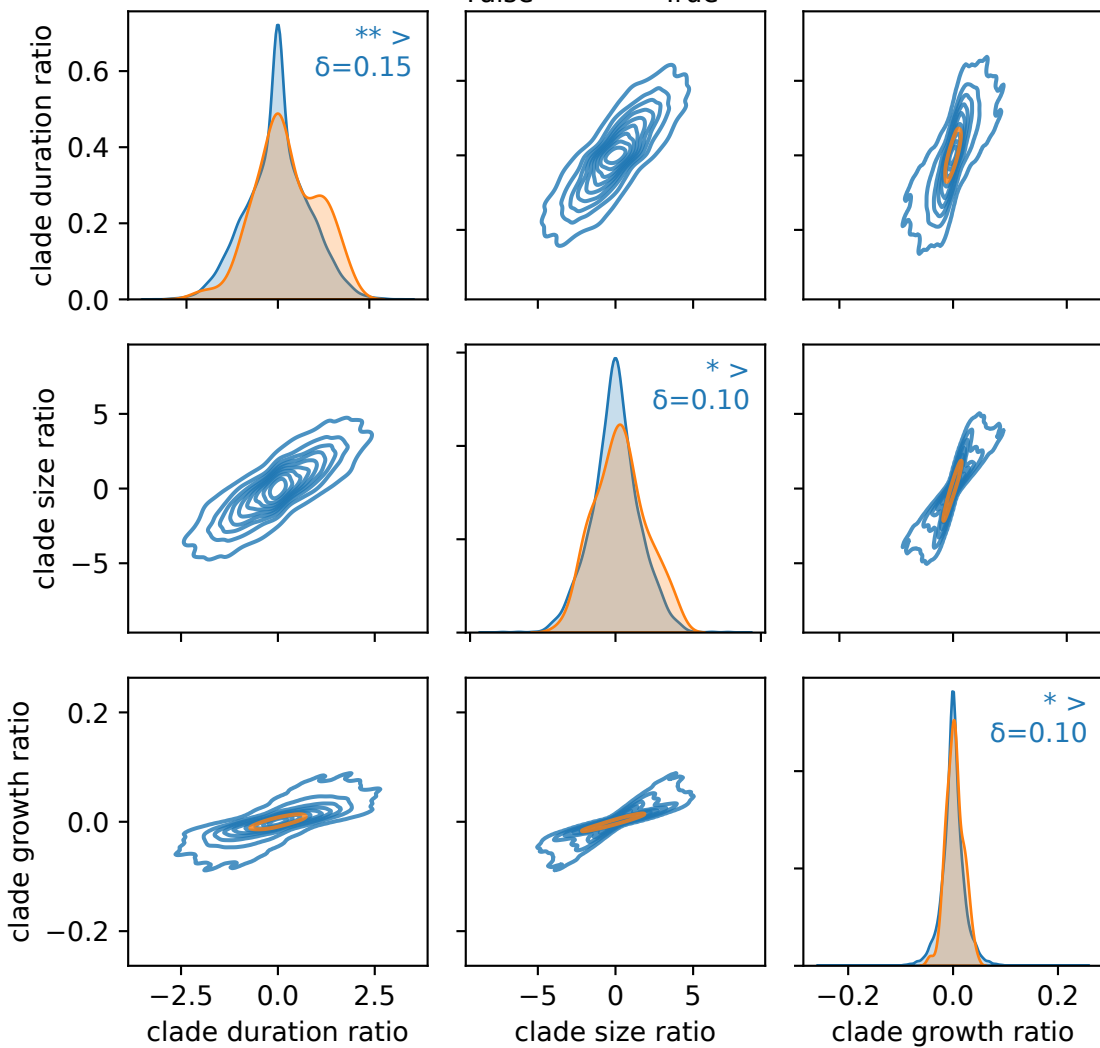 True
clade duration ratio
0.6
0.4
0.2
0.0
** >
δ=0.15
clade size ratio
5
0
−5
* >
δ=0.10
clade growth ratio
0.2
0.0
−0.2
* >
δ=0.10
−2.5 0.0 2.5
−5 0 5
−0.2 0.0 0.2
clade duration ratio
clade size ratio
clade growth ratio